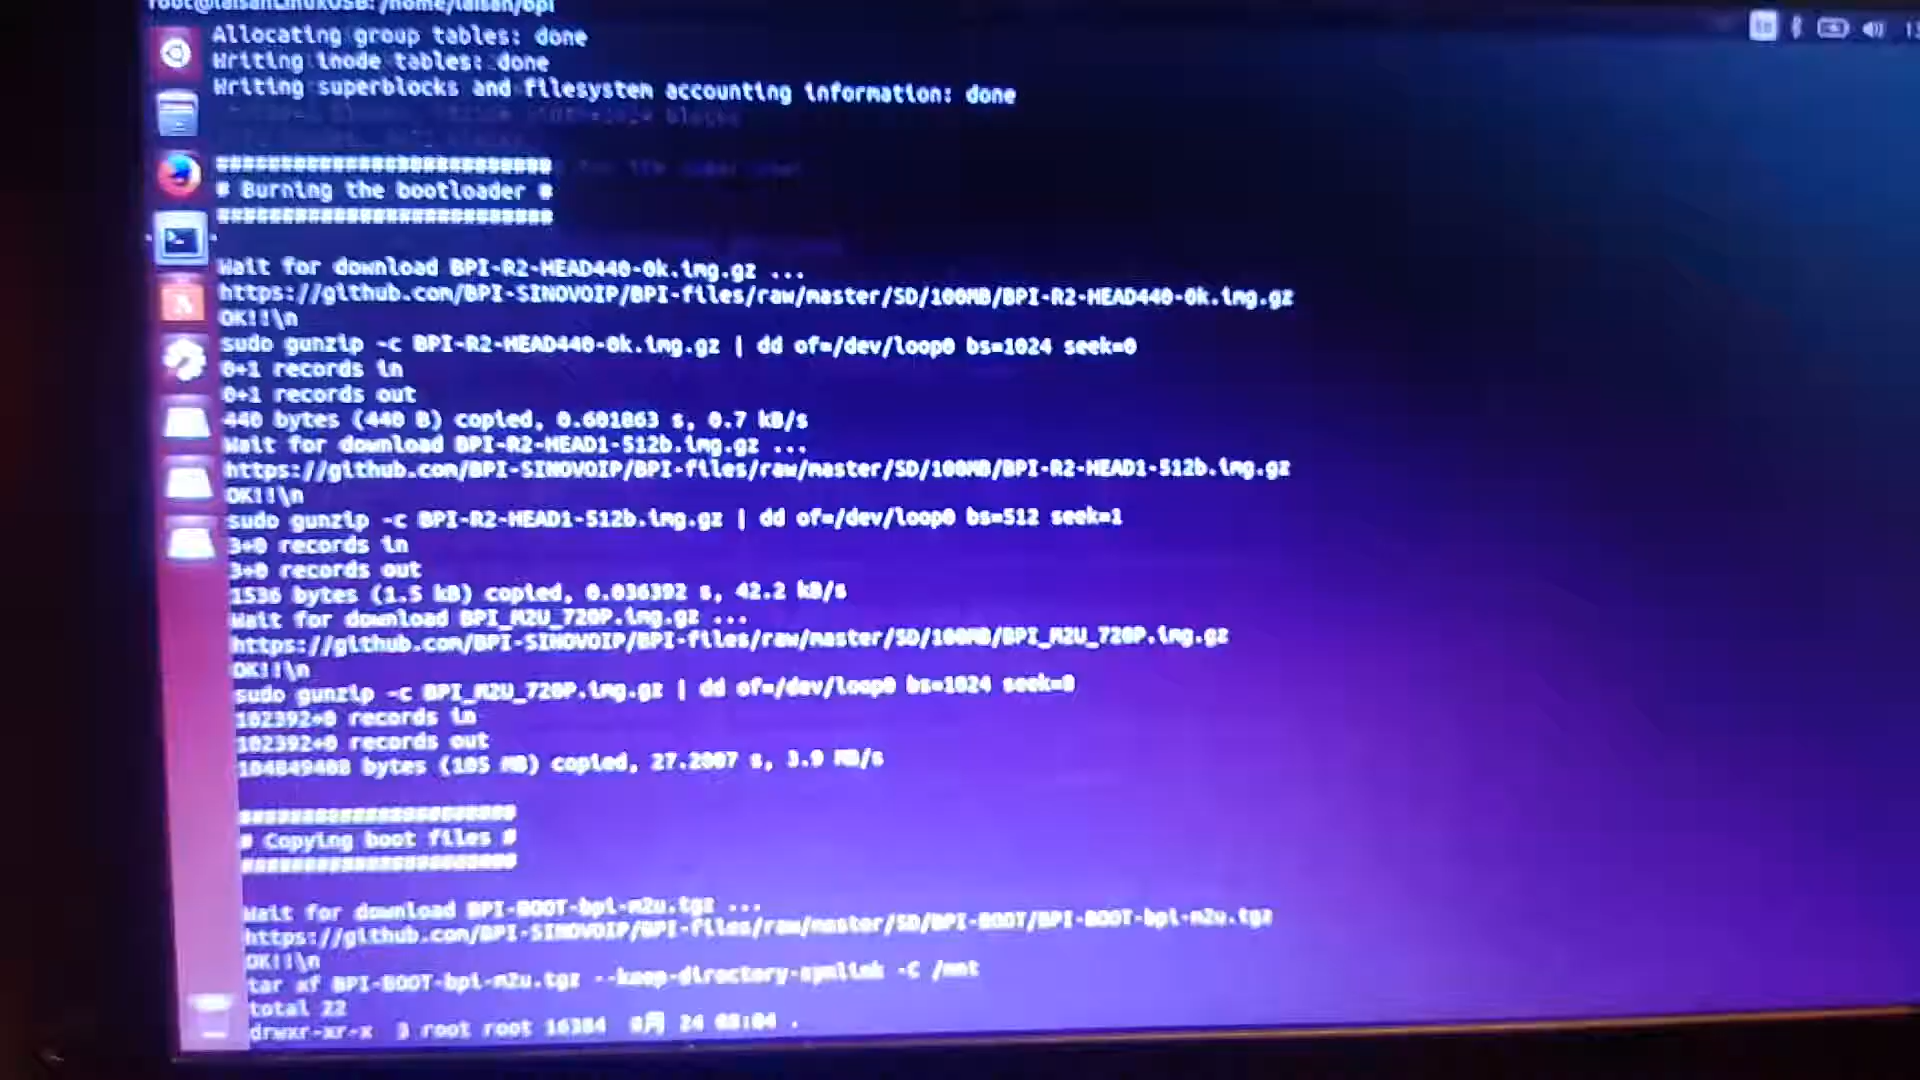 root@laisanLinuxOSB:/home/laisan/bpi
Allocating group tables: done
Writing inode tables: done
Writing superblocks and filesystem accounting information: done
##########################
# Burning the bootloader #
##########################
Wait for download BPI-R2-HEAD440-0k.img.gz ...
https://github.com/BPI-SINOVOIP/BPI-files/raw/master/SD/100MB/BPI-R2-HEAD440-0k.img.gz
OK!!\n
sudo gunzip -c BPI-R2-HEAD440-0k.img.gz | dd of=/dev/loop0 bs=1024 seek=0
0+1 records in
0+1 records out
440 bytes (440 B) copied, 0.601863 s, 0.7 kB/s
Wait for download BPI-R2-HEAD1-512b.img.gz ...
https://github.com/BPI-SINOVOIP/BPI-files/raw/master/SD/100MB/BPI-R2-HEAD1-512b.img.gz
OK!!\n
sudo gunzip -c BPI-R2-HEAD1-512b.img.gz | dd of=/dev/loop0 bs=512 seek=1
3+0 records in
3+0 records out
1536 bytes (1.5 kB) copied, 0.036392 s, 42.2 kB/s
Wait for download BPI_M2U_720P.img.gz ...
https://github.com/BPI-SINOVOIP/BPI-files/raw/master/SD/100MB/BPI_M2U_720P.img.gz
OK!!\n
sudo gunzip -c BPI_M2U_720P.img.gz | dd of=/dev/loop0 bs=1024 seek=8
102392+0 records in
102392+0 records out
104849408 bytes (105 MB) copied, 27.2007 s, 3.9 MB/s
######################
# Copying boot files #
######################
Wait for download BPI-BOOT-bpi-m2u.tgz ...
https://github.com/BPI-SINOVOIP/BPI-files/raw/master/SD/BPI-BOOT/BPI-BOOT-bpi-m2u.tgz
OK!!\n
tar xf BPI-BOOT-bpi-m2u.tgz --keep-directory-symlink -C /mnt
total 22
drwxr-xr-x 3 root root 16384 8月 24 08:04 .